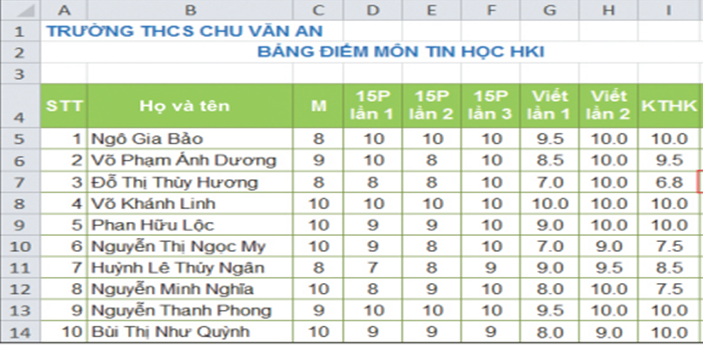 A B C D E F G H I
1 TRƯỜNG THCS CHU VĂN AN
2 BẢNG ĐIỂM MÔN TIN HỌC HKI
3
4 STT Họ và tên M 15P lần 1 15P lần 2 15P lần 3 Viết lần 1 Viết lần 2 KTHK
5 1 Ngô Gia Bảo 8 10 10 10 9.5 10.0 10.0
6 2 Võ Phạm Ánh Dương 9 10 8 10 8.5 10.0 9.5
7 3 Đỗ Thị Thùy Hương 8 8 8 10 7.0 10.0 6.8
8 4 Võ Khánh Linh 10 10 10 10 10.0 10.0 10.0
9 5 Phan Hữu Lộc 10 9 9 10 9.0 10.0 10.0
10 6 Nguyễn Thị Ngọc My 10 9 8 10 7.0 9.0 7.5
11 7 Huỳnh Lê Thúy Ngân 8 7 8 9 9.0 9.5 8.5
12 8 Nguyễn Minh Nghĩa 10 8 9 10 8.0 10.0 7.5
13 9 Nguyễn Thanh Phong 9 10 10 10 9.5 10.0 10.0
14 10 Bùi Thị Như Quỳnh 10 9 9 9 8.0 9.0 10.0